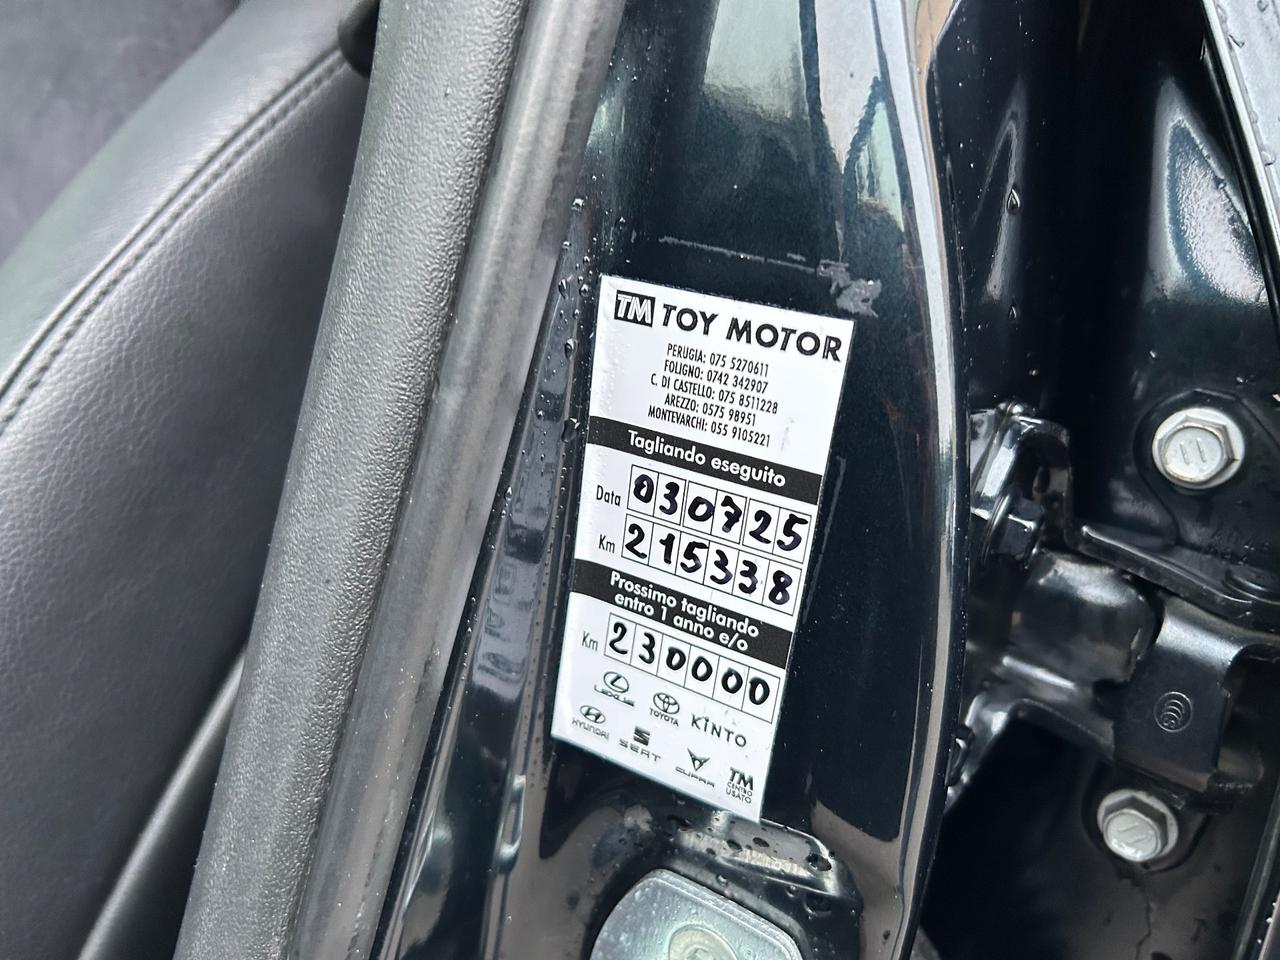 TM TOY MOTOR
PERUGIA: 075 5270611
FOLIGNO: 0742 342907
C. DI CASTELLO: 075 8511228
AREZZO: 0575 98951
MONTEVARCHI: 055 9105221
Tagliando eseguito
Data 030725
Km 215338
Prossimo tagliando
entro 1 anno e/o
Km 230000
LEXUS TOYOTA KINTO
HYUNDAI SEAT CUPRA TM
CENTRO
USATO